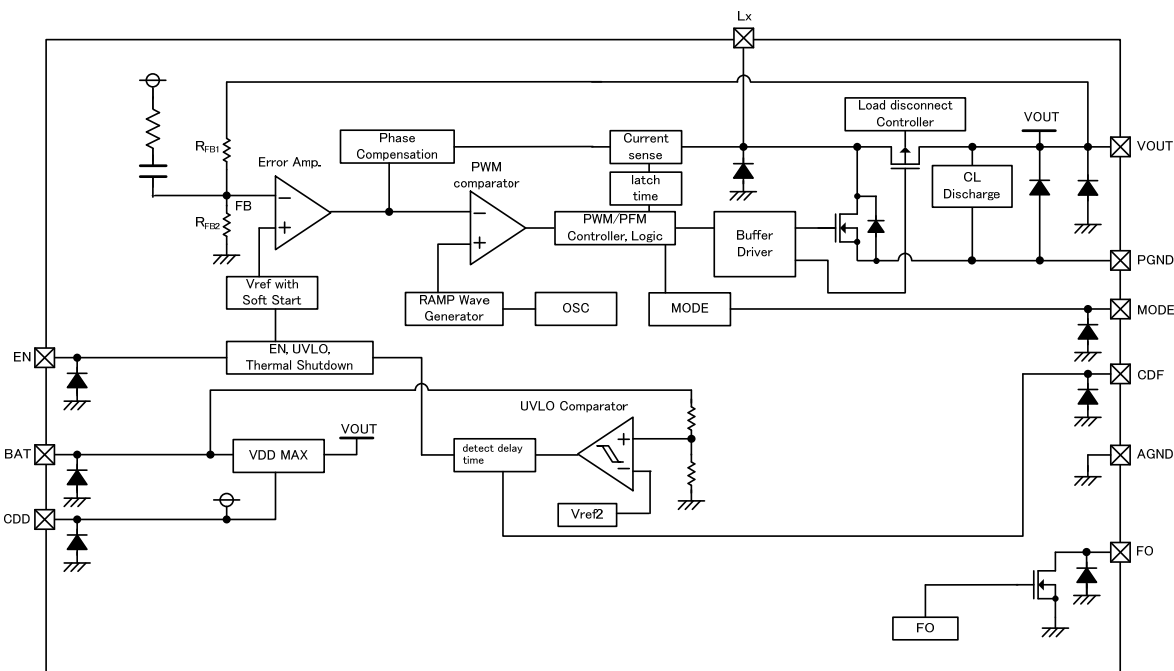 Lx
Load disconnect
Controller
VOUT
VOUT
Phase
Compensation
Current
sense
RFB1
Error Amp.
PWM
comparator
latch
time
CL
Discharge
FB
RFB2
PWM/PFM
Controller, Logic
Buffer
Driver
PGND
Vref with
Soft Start
RAMP Wave
Generator
OSC
MODE
MODE
EN
EN, UVLO,
Thermal Shutdown
CDF
UVLO Comparator
VOUT
BAT
VDD MAX
detect delay
time
AGND
Vref2
CDD
FO
FO